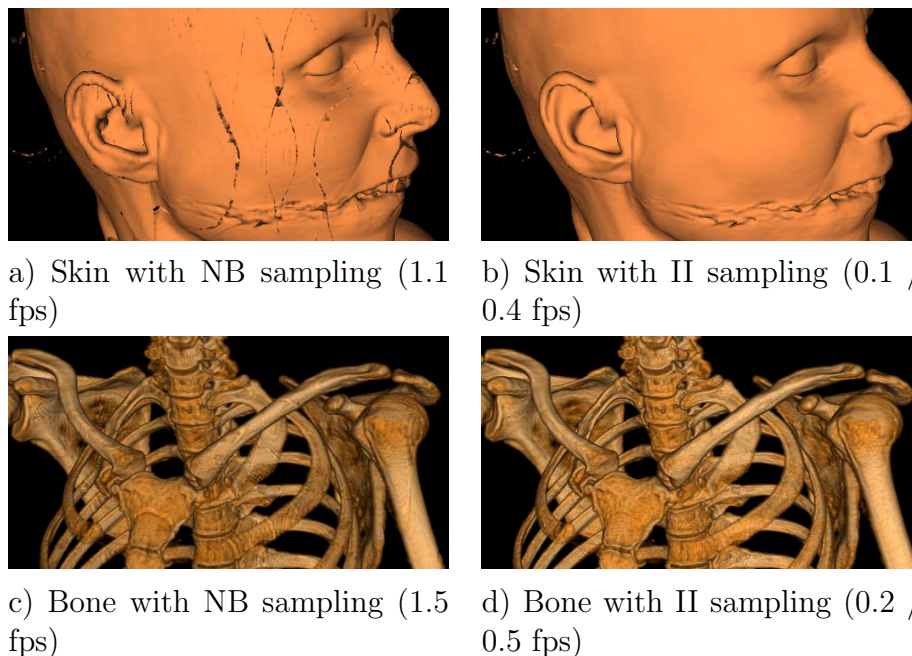 a) Skin with NB sampling (1.1
fps)
b) Skin with II sampling (0.1 /
0.4 fps)
c) Bone with NB sampling (1.5
fps)
d) Bone with II sampling (0.2 /
0.5 fps)